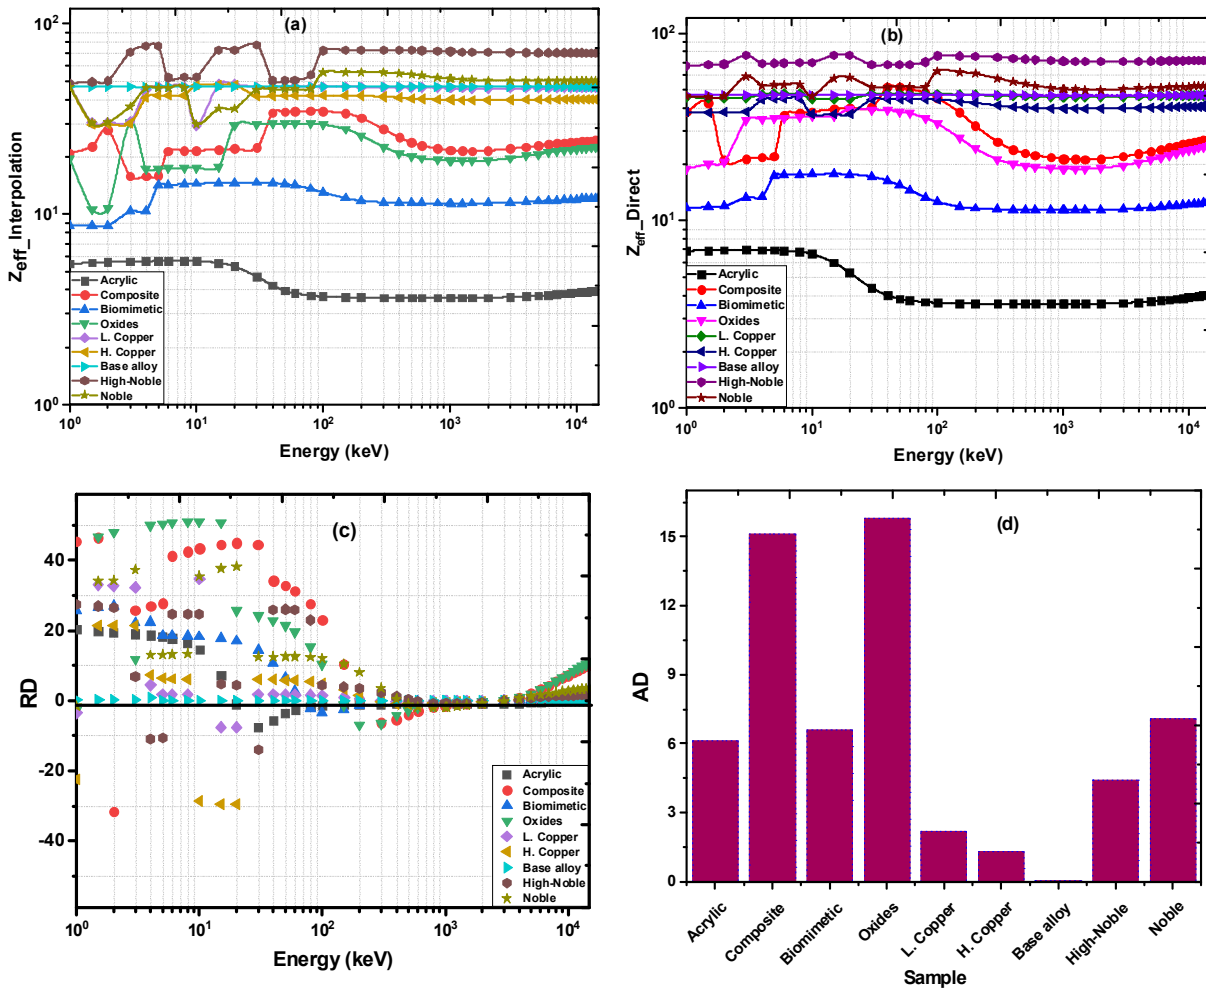 (a)
10²
10¹
10⁰
Z_eff_Interpolation
Acrylic
Composite
Biomimetic
Oxides
L. Copper
H. Copper
Base alloy
High-Noble
Noble
10⁰ 10¹ 10² 10³ 10⁴
Energy (keV)
(b)
10²
10¹
10⁰
Z_eff_Direct
Acrylic
Composite
Biomimetic
Oxides
L. Copper
H. Copper
Base alloy
High-Noble
Noble
10⁰ 10¹ 10² 10³ 10⁴
Energy (keV)
(c)
40
20
0
-20
-40
RD
Acrylic
Composite
Biomimetic
Oxides
L. Copper
H. Copper
Base alloy
High-Noble
Noble
10⁰ 10¹ 10² 10³ 10⁴
Energy (keV)
(d)
15
12
9
6
3
0
AD
Acrylic
Composite
Biomimetic
Oxides
L. Copper
H. Copper
Base alloy
High-Noble
Noble
Sample